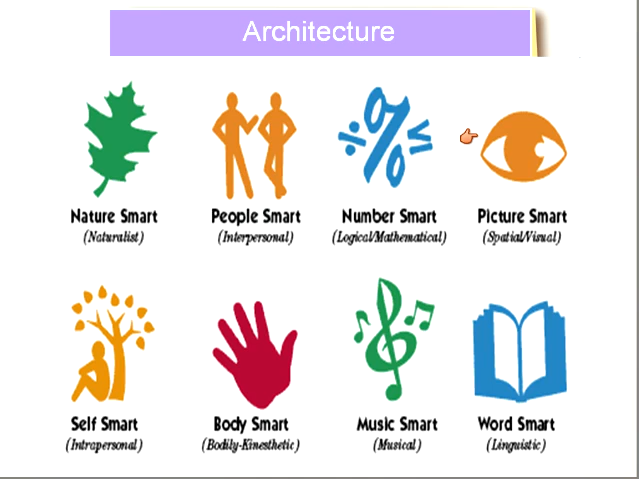 Architecture
Nature Smart
(Naturalist)
People Smart
(Interpersonal)
Number Smart
(Logical/Mathematical)
Picture Smart
(Spatial/Visual)
Self Smart
(Intrapersonal)
Body Smart
(Bodily-Kinesthetic)
Music Smart
(Musical)
Word Smart
(Linguistic)